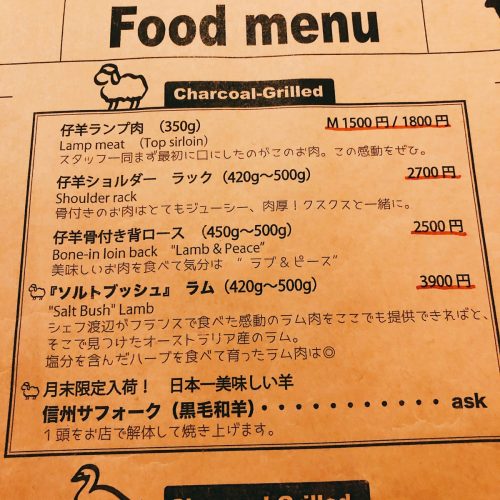 Food menu
Charcoal-Grilled
仔羊ランプ肉 （350g） M 1500 円 / 1800 円
Lamp meat （Top sirloin）
スタッフ一同まず最初に口にしたのがこのお肉。この感動をぜひ。
仔羊ショルダー ラック（420g〜500g） 2700 円
Shoulder rack
骨付きのお肉はとてもジューシー、肉厚！クスクスと一緒に。
仔羊骨付き背ロース （450g〜500g） 2500 円
Bone-in loin back "Lamb & Peace"
美味しいお肉を食べて気分は “ ラブ＆ピース”
『ソルトブッシュ』 ラム（420g〜500g） 3900 円
"Salt Bush" Lamb
シェフ渡辺がフランスで食べた感動のラム肉をここでも提供できればと、
そこで見つけたオーストラリア産のラム。
塩分を含んだハーブを食べて育ったラム肉は◎
月末限定入荷！ 日本一美味しい羊
信州サフォーク（黒毛和羊）・・・・・・・・・・・ ask
１頭をお店で解体して焼き上げます。
Charcoal-Grilled